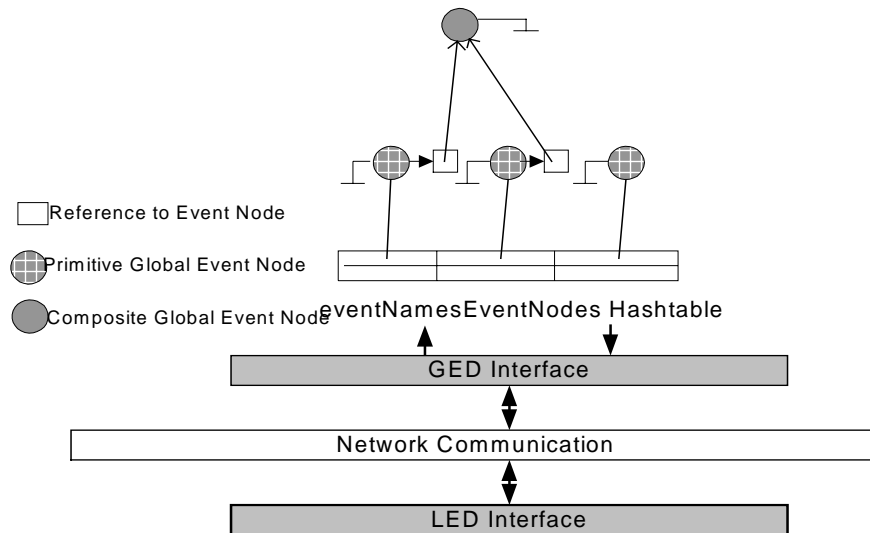 Reference to Event Node
Primitive Global Event Node
Composite Global Event Node
eventNamesEventNodes Hashtable
GED Interface
Network Communication
LED Interface